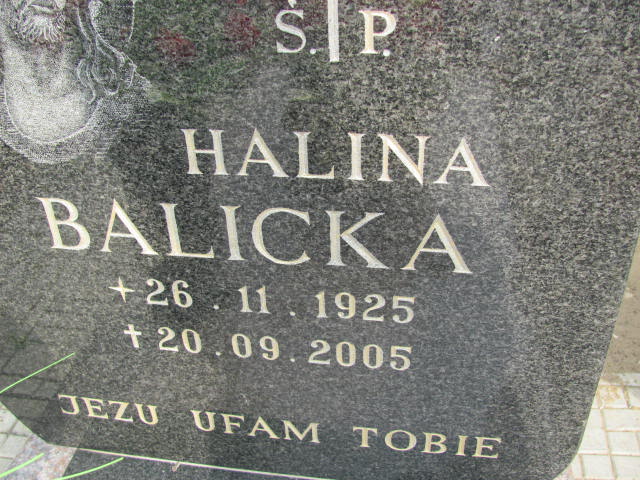 Ś. P.
HALINA
BALICKA
+26.11.1925
†20.09.2005
JEZU UFAM TOBIE